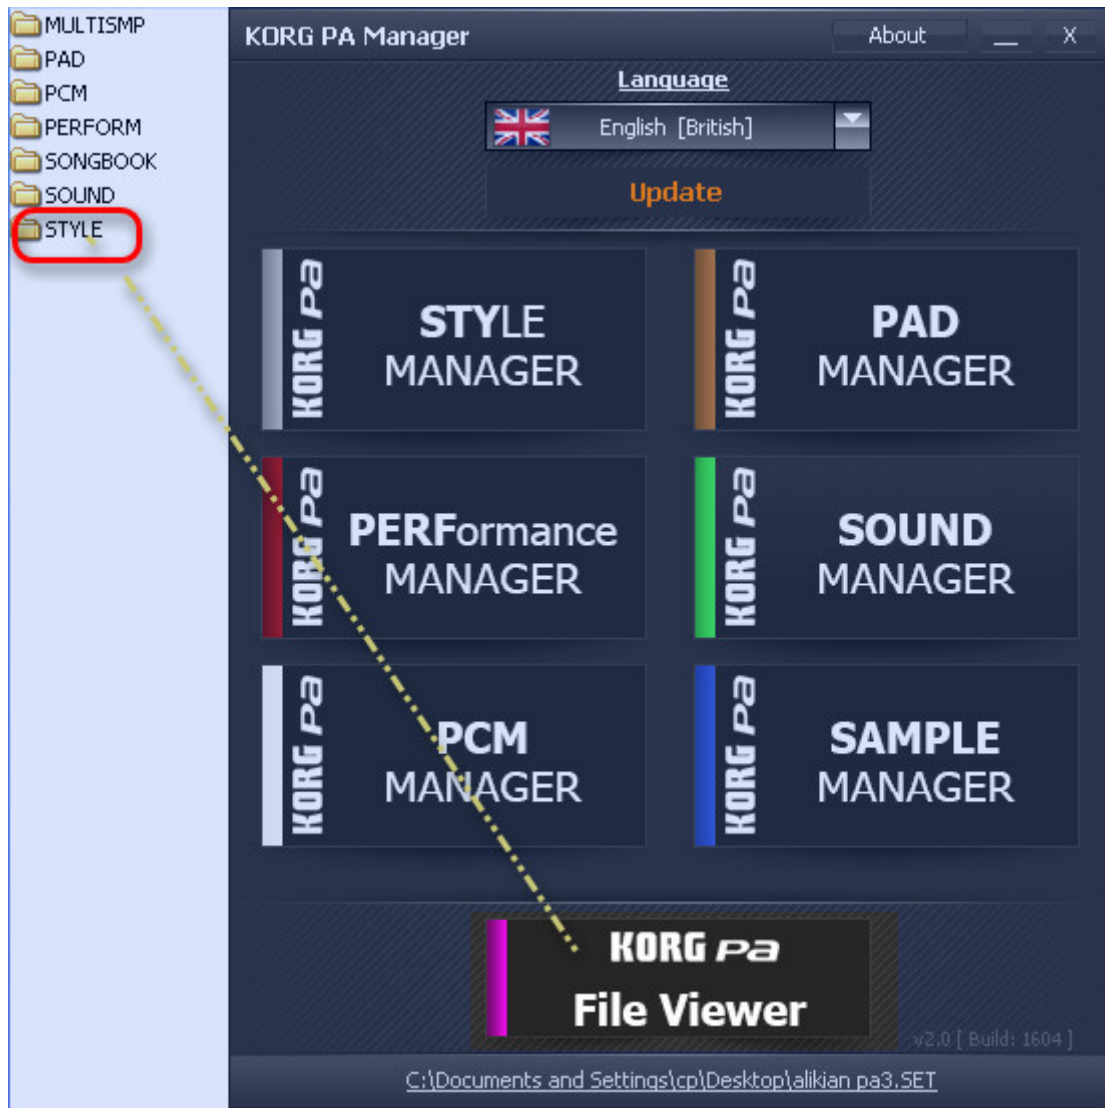 MULTISMP
PAD
PCM
PERFORM
SONGBOOK
SOUND
STYLE
KORG PA Manager
About
X
Language
English [British]
Update
KORG Pa
STYLE
MANAGER
KORG Pa
PAD
MANAGER
KORG Pa
PERFormance
MANAGER
KORG Pa
SOUND
MANAGER
KORG Pa
PCM
MANAGER
KORG Pa
SAMPLE
MANAGER
KORG Pa
File Viewer
v2.0 [ Build: 1604 ]
C:\Documents and Settings\cp\Desktop\alikian pa3.SET